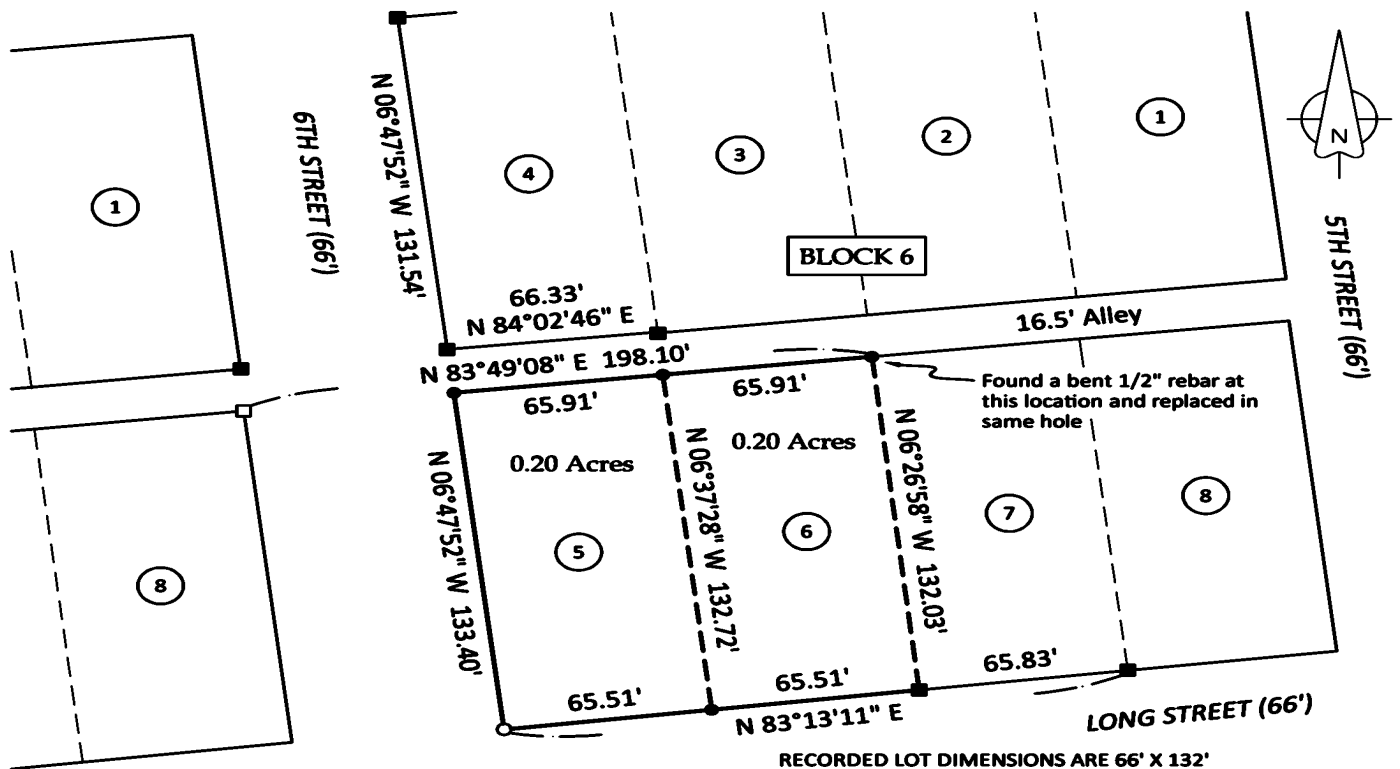 N 06°47'52" W 131.54'
6TH STREET (66')
1
4
3
2
1
N
5TH STREET (66')
BLOCK 6
66.33'
N 84°02'46" E
16.5' Alley
N 83°49'08" E 198.10'
65.91'
65.91'
Found a bent 1/2" rebar at
this location and replaced in
same hole
0.20 Acres
0.20 Acres
N 06°47'52" W 133.40'
N 06°37'28" W 132.72'
N 06°26'58" W 132.03'
8
5
6
7
8
65.51'
65.51'
65.83'
N 83°13'11" E
LONG STREET (66')
RECORDED LOT DIMENSIONS ARE 66' X 132'